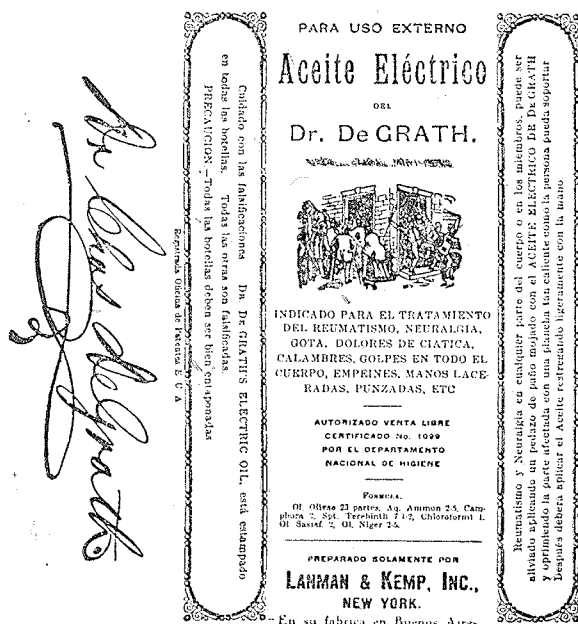 Dr Chas de Grath
Cuidado con las falsificaciones DR. DE GRATH'S ELECTRIC OIL, está estampado
en todas las botellas. Todas las otras son falsificadas.
PRECAUCION—Todas las botellas deben ser bien entaponadas
Registrada Oficina de Patentes E U A
PARA USO EXTERNO
Aceite Eléctrico
DEL
Dr. DeGRATH.
INDICADO PARA EL TRATAMIENTO
DEL REUMATISMO, NEURALGIA,
GOTA, DOLORES DE CIATICA,
CALAMBRES, GOLPES EN TODO EL
CUERPO, EMPEINES, MANOS LACE-
RADAS, PUNZADAS, ETC
AUTORIZADO VENTA LIBRE
CERTIFICADO No. 1099
POR EL DEPARTAMENTO
NACIONAL DE HIGIENE
FORMULA.
Ol. Olivae 23 partes, Aq. Ammon 2-5, Cam-
phora 2, Spt. Terebinth 7 1-2, Chloroformi 1,
Ol Sassaf. 2, Ol. Niger 2-5.
PREPARADO SOLAMENTE POR
LANMAN & KEMP, INC.,
NEW YORK.
En su fabrica en Buenos Aires
Reumatismo y Neuralgia en cualquier parte del cuerpo o en los miembros, puede ser
aliviado aplicando un pedazo de paño mojado con el ACEITE ELECTRICO DE DE GRATH
y oprimiendo la parte afectada con una plancha tan caliente como la persona pueda soportar
Después debera aplicar el Aceite restregando ligeramente con la mano.